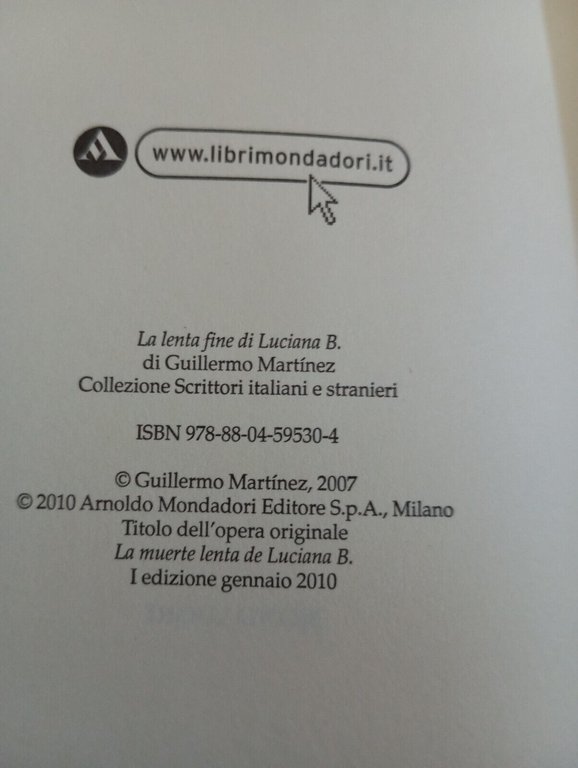 www.librimondadori.it
La lenta fine di Luciana B.
di Guillermo Martínez
Collezione Scrittori italiani e stranieri
ISBN 978-88-04-59530-4
© Guillermo Martínez, 2007
© 2010 Arnoldo Mondadori Editore S.p.A., Milano
Titolo dell'opera originale
La muerte lenta de Luciana B.
I edizione gennaio 2010